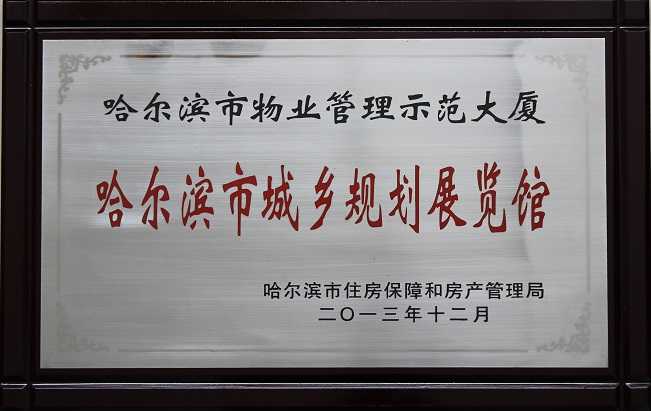 哈尔滨市物业管理示范大厦
哈尔滨市城乡规划展览馆
哈尔滨市住房保障和房产管理局
二〇一三年十二月